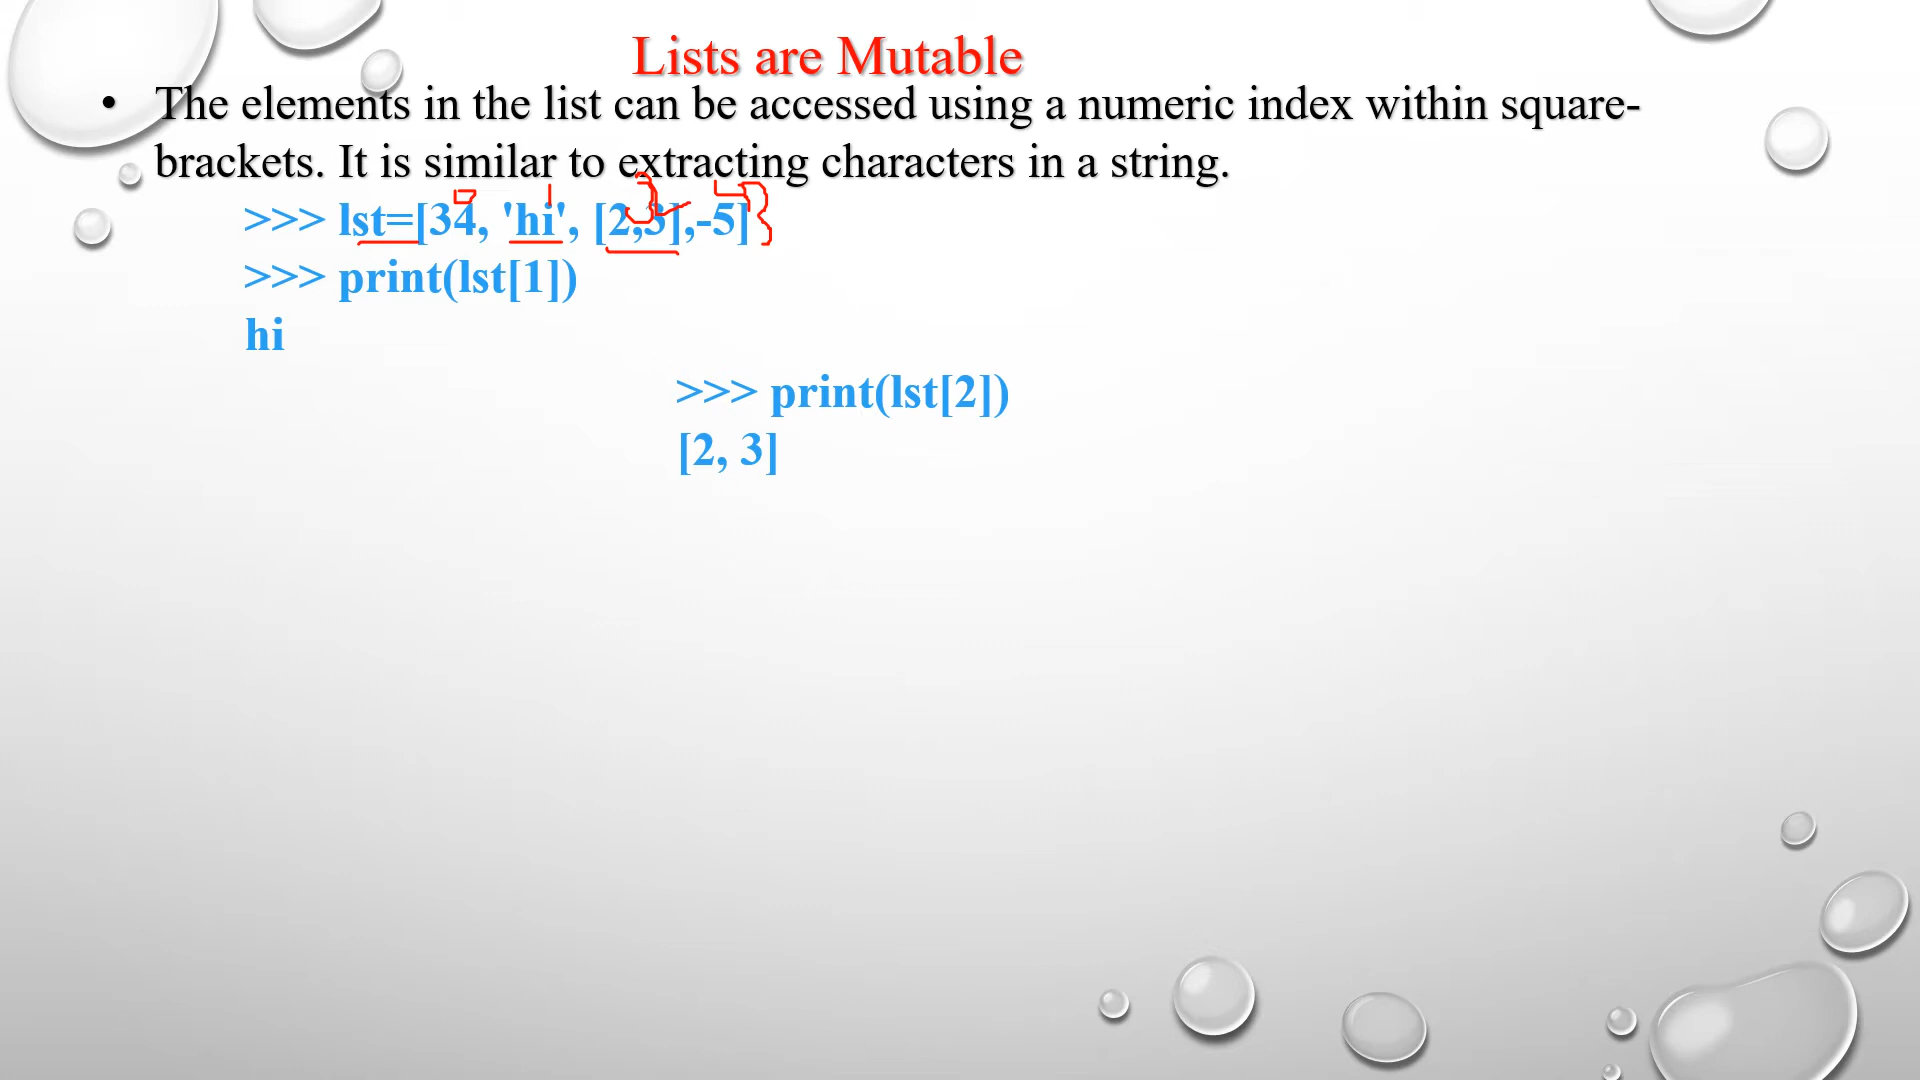 Lists are Mutable
• The elements in the list can be accessed using a numeric index within square-
brackets. It is similar to extracting characters in a string.
>>> lst=[34, 'hi', [2,3],-5]
>>> print(lst[1])
hi
>>> print(lst[2])
[2, 3]